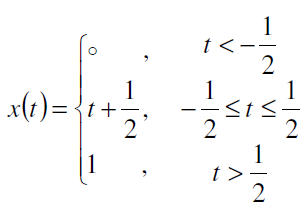 x(t) = { ∘ , t < -1/2
t + 1/2 , -1/2 ≤ t ≤ 1/2
1 , t > 1/2